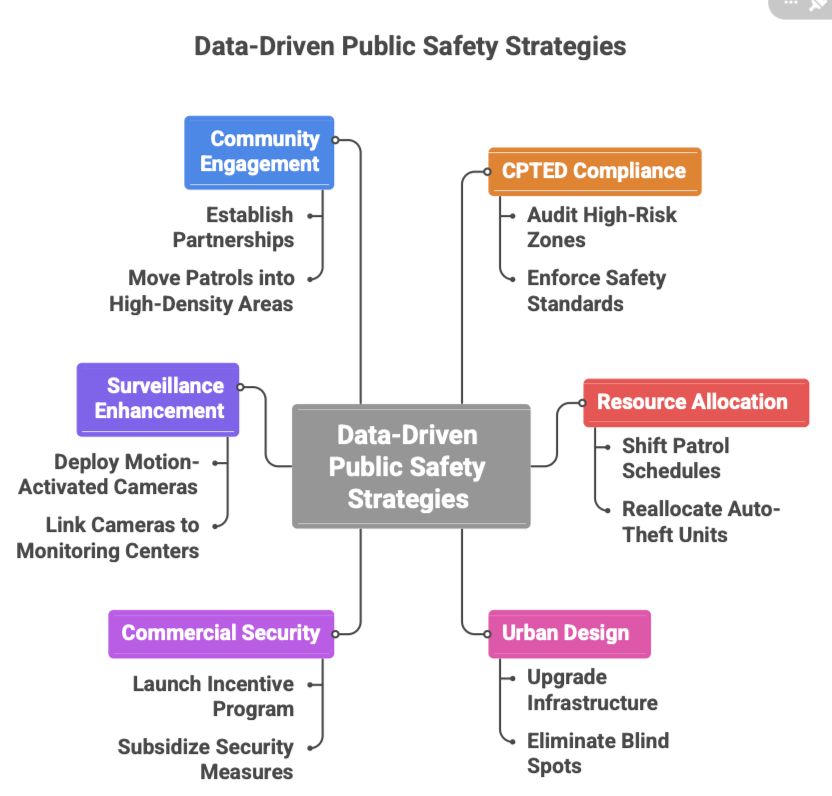 Data-Driven Public Safety Strategies
Community
Engagement
Establish
Partnerships
Move Patrols into
High-Density Areas
CPTED Compliance
Audit High-Risk
Zones
Enforce Safety
Standards
Surveillance
Enhancement
Deploy Motion-
Activated Cameras
Link Cameras to
Monitoring Centers
Data-Driven
Public Safety
Strategies
Resource Allocation
Shift Patrol
Schedules
Reallocate Auto-
Theft Units
Commercial Security
Launch Incentive
Program
Subsidize Security
Measures
Urban Design
Upgrade
Infrastructure
Eliminate Blind
Spots